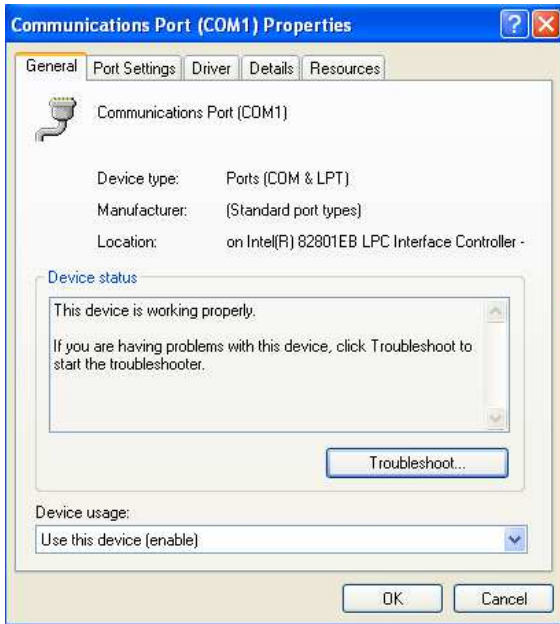 Communications Port (COM1) Properties
General Port Settings Driver Details Resources
Communications Port (COM1)
Device type: Ports (COM & LPT)
Manufacturer: (Standard port types)
Location: on Intel(R) 82801EB LPC Interface Controller -
Device status
This device is working properly.
If you are having problems with this device, click Troubleshoot to
start the troubleshooter.
Troubleshoot...
Device usage:
Use this device (enable)
OK Cancel